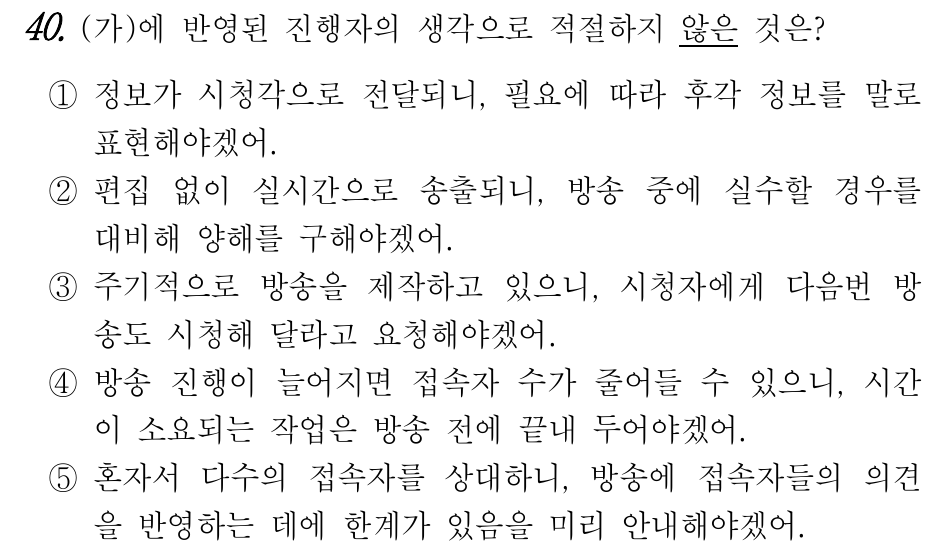 40. (가)에 반영된 진행자의 생각으로 적절하지 않은 것은?
① 정보가 시청각으로 전달되니, 필요에 따라 후각 정보를 말로
표현해야겠어.
② 편집 없이 실시간으로 송출되니, 방송 중에 실수할 경우를
대비해 양해를 구해야겠어.
③ 주기적으로 방송을 제작하고 있으니, 시청자에게 다음번 방
송도 시청해 달라고 요청해야겠어.
④ 방송 진행이 늘어지면 접속자 수가 줄어들 수 있으니, 시간
이 소요되는 작업은 방송 전에 끝내 두어야겠어.
⑤ 혼자서 다수의 접속자를 상대하니, 방송에 접속자들의 의견
을 반영하는 데에 한계가 있음을 미리 안내해야겠어.